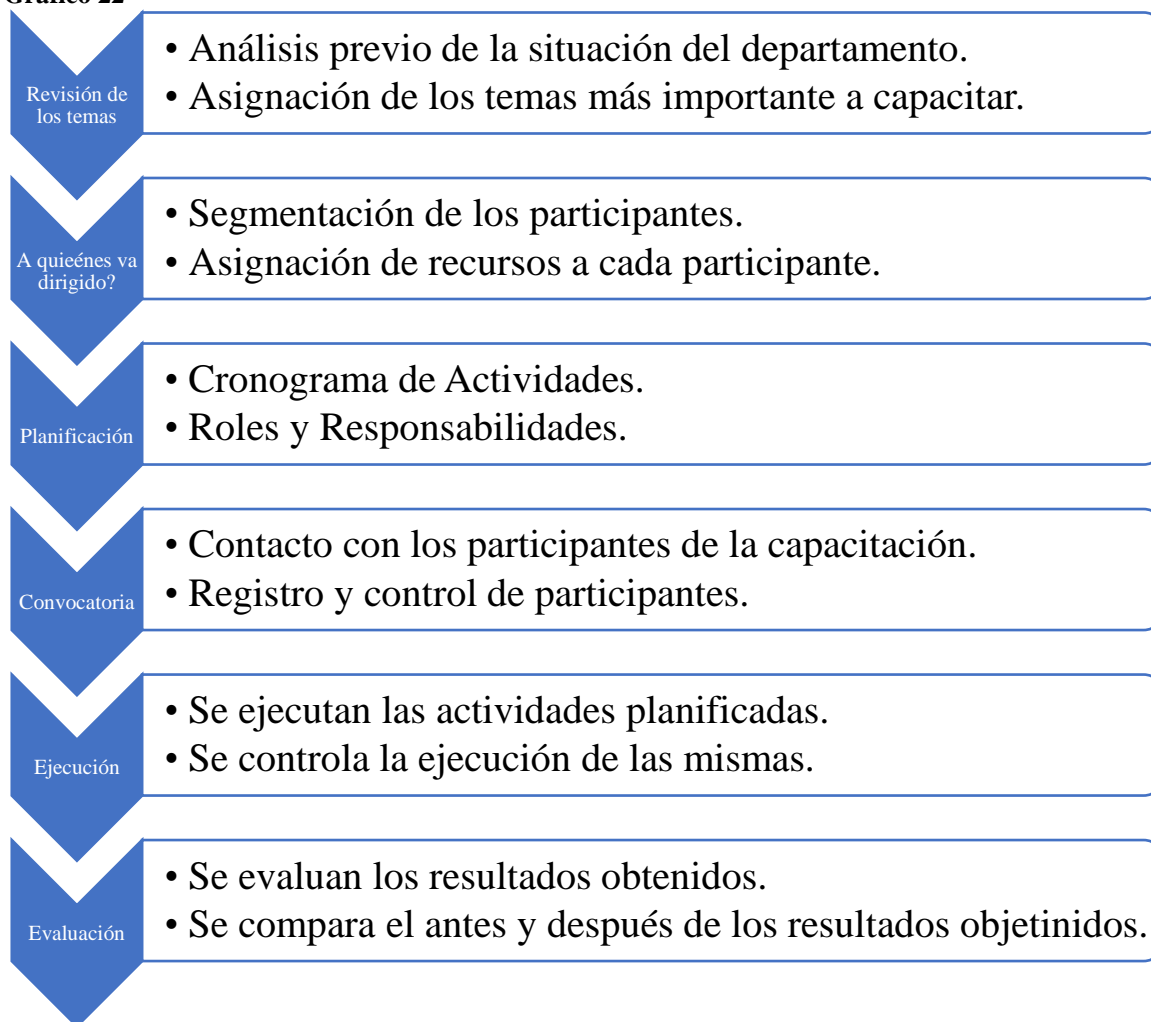 Gráfico 22
Revisión de
los temas
• Análisis previo de la situación del departamento.
• Asignación de los temas más importante a capacitar.
A quieénes va
dirigido?
• Segmentación de los participantes.
• Asignación de recursos a cada participante.
Planificación
• Cronograma de Actividades.
• Roles y Responsabilidades.
Convocatoria
• Contacto con los participantes de la capacitación.
• Registro y control de participantes.
Ejecución
• Se ejecutan las actividades planificadas.
• Se controla la ejecución de las mismas.
Evaluación
• Se evaluan los resultados obtenidos.
• Se compara el antes y después de los resultados objetinidos.